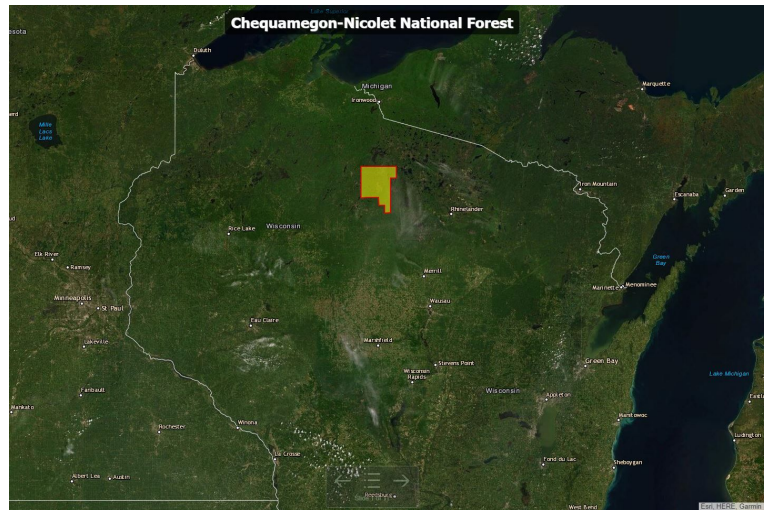 Chequamegon-Nicolet National Forest
esota
Duluth
Michigan
Ironwood
Marquette
Mille
Lacs
Lake
Iron Mountain
Escanaba
Garden
Rhinelander
Rice Lake
Wisconsin
Elk River
Ramsey
Green
Bay
Merrill
Marinette
Menominee
Minneapolis
St. Paul
Wausau
Eau Claire
Lakeville
Marshfield
Stevens Point
Green Bay
Wisconsin
Rapids
Lake Michigan
Faribault
Wisconsin
Appleton
Mankato
Manitowoc
Rochester
Winona
Ludington
La Crosse
Fond du Lac
Sheboygan
Albert Lea
Austin
Reedsburg
West Bend
Esri, HERE, Garmin